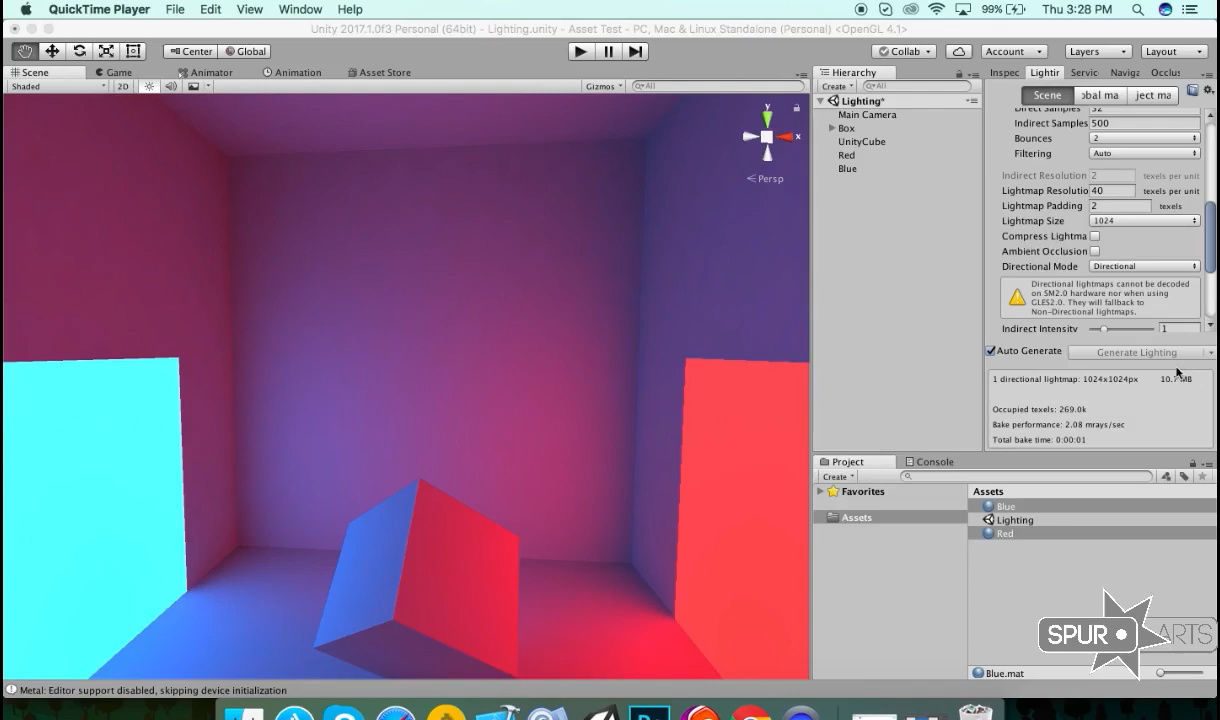 QuickTime Player File Edit View Window Help 99% Thu 3:28 PM
Unity 2017.1.0f3 Personal (64bit) - Lighting.unity - Asset Test - PC, Mac & Linux Standalone (Personal) <OpenGL 4.1>
Center Global Collab Account Layers Layout
Scene Game Animator Animation Asset Store
Shaded 2D Gizmos All
y
x
Persp
Hierarchy
Create All
Lighting*
Main Camera
Box
UnityCube
Red
Blue
Inspec Lightin Servic Naviga Occlus
Scene obal ma ject ma
Direct Samples 32
Indirect Samples 500
Bounces 2
Filtering Auto
Indirect Resolution 2 texels per unit
Lightmap Resolutio 40 texels per unit
Lightmap Padding 2 texels
Lightmap Size 1024
Compress Lightma
Ambient Occlusion
Directional Mode Directional
Directional lightmaps cannot be decoded
on SM2.0 hardware nor when using
GLES2.0. They will fallback to
Non-Directional lightmaps.
Indirect Intensity 1
Auto Generate Generate Lighting
1 directional lightmap: 1024x1024px MB
Occupied texels: 269.0k
Bake performance: 2.08 mrays/sec
Total bake time: 0:00:01
Project Console
Create
Favorites
Assets
Assets
Blue
Lighting
Red
SPUR ARTS
Blue.mat
Metal: Editor support disabled, skipping device initialization